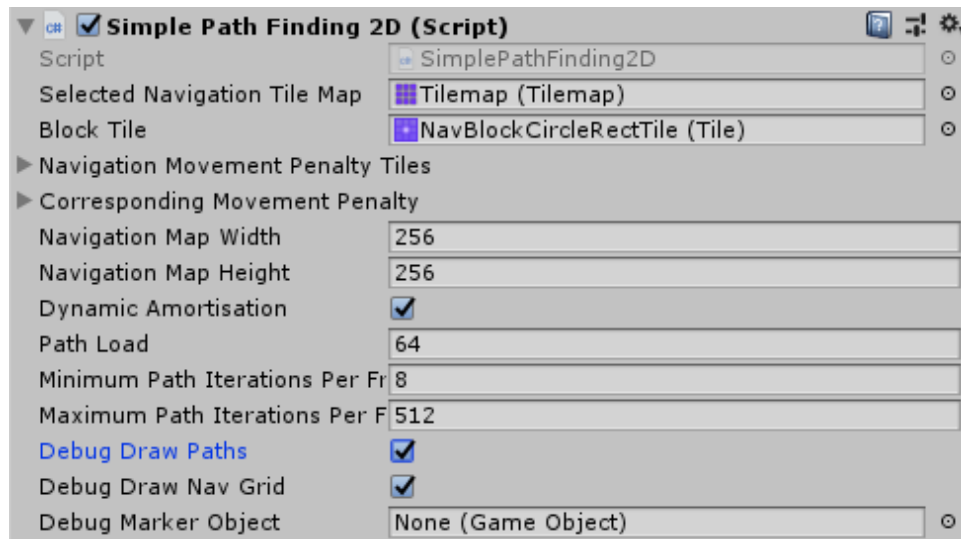 Simple Path Finding 2D (Script)
Script SimplePathFinding2D
Selected Navigation Tile Map Tilemap (Tilemap)
Block Tile NavBlockCircleRectTile (Tile)
Navigation Movement Penalty Tiles
Corresponding Movement Penalty
Navigation Map Width 256
Navigation Map Height 256
Dynamic Amortisation
Path Load 64
Minimum Path Iterations Per Fr 8
Maximum Path Iterations Per F 512
Debug Draw Paths
Debug Draw Nav Grid
Debug Marker Object None (Game Object)